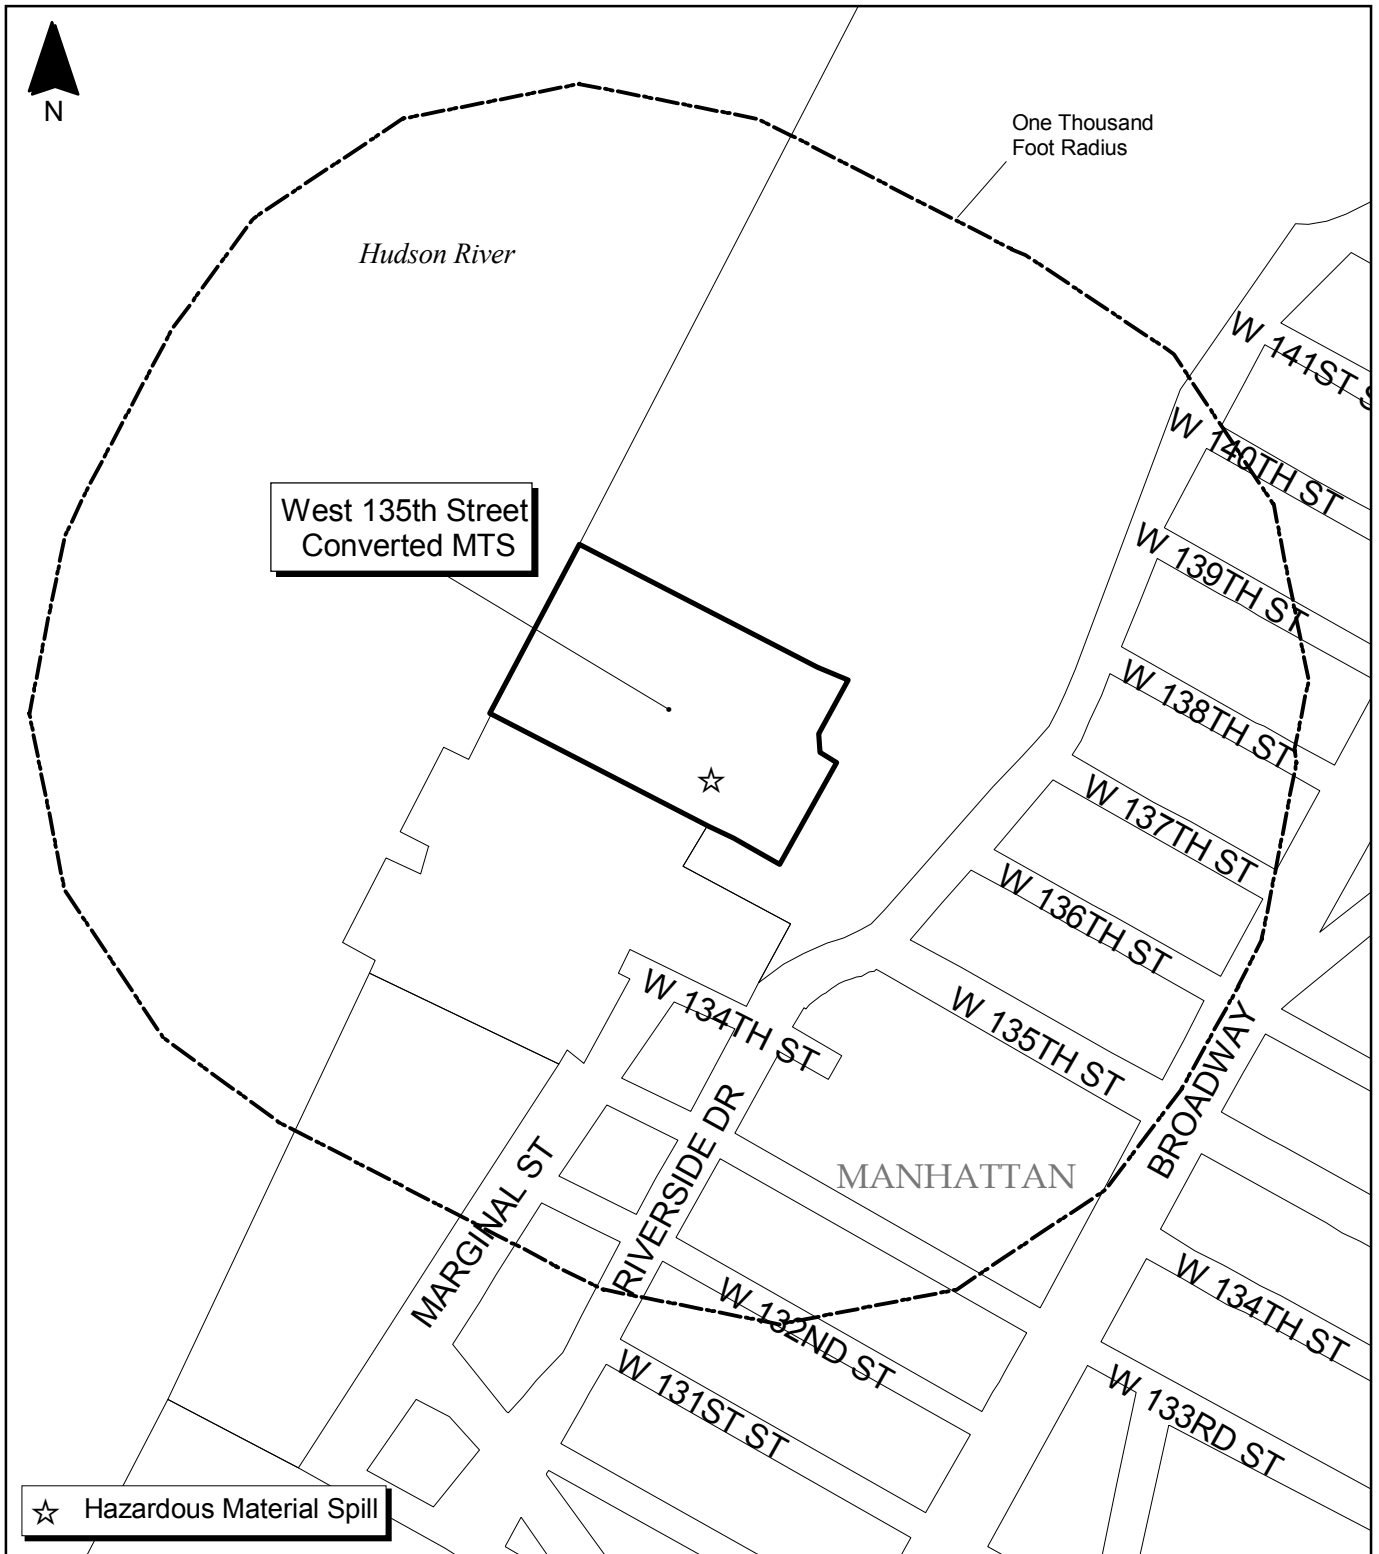 N
One Thousand
Foot Radius
Hudson River
W 141ST S
W 140TH ST
West 135th Street
Converted MTS
W 139TH ST
W 138TH ST
W 137TH ST
W 136TH ST
W 134TH ST
W 135TH ST
BROADWAY
RIVERSIDE DR
MANHATTAN
MARGINAL ST
W 132ND ST
W 134TH ST
W 131ST ST
W 133RD ST
Hazardous Material Spill